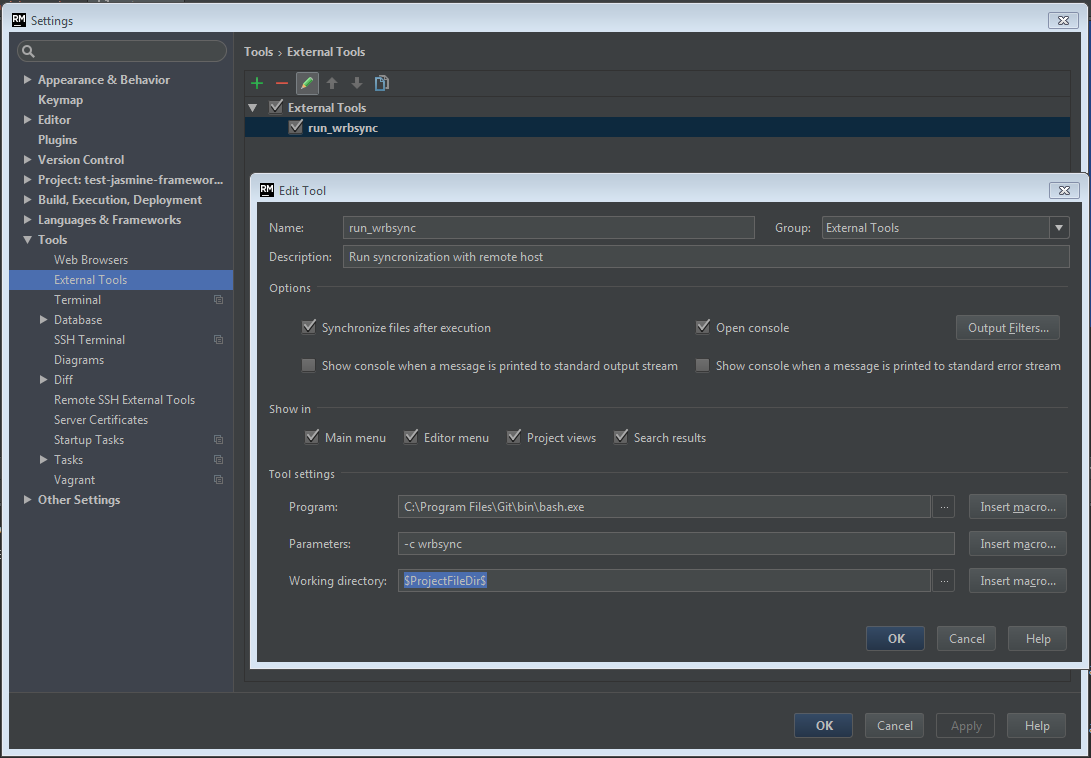 RM Settings
Tools › External Tools
Appearance & Behavior
Keymap
Editor
Plugins
Version Control
Project: test-jasmine-framewor...
Build, Execution, Deployment
Languages & Frameworks
Tools
Web Browsers
External Tools
Terminal
Database
SSH Terminal
Diagrams
Diff
Remote SSH External Tools
Server Certificates
Startup Tasks
Tasks
Vagrant
Other Settings
External Tools
run_wrbsync
RM Edit Tool
Name: run_wrbsync Group: External Tools
Description: Run syncronization with remote host
Options
Synchronize files after execution Open console Output Filters...
Show console when a message is printed to standard output stream Show console when a message is printed to standard error stream
Show in
Main menu Editor menu Project views Search results
Tool settings
Program: C:\Program Files\Git\bin\bash.exe ... Insert macro...
Parameters: -c wrbsync Insert macro...
Working directory: $ProjectFileDir$ ... Insert macro...
OK Cancel Help
OK Cancel Apply Help